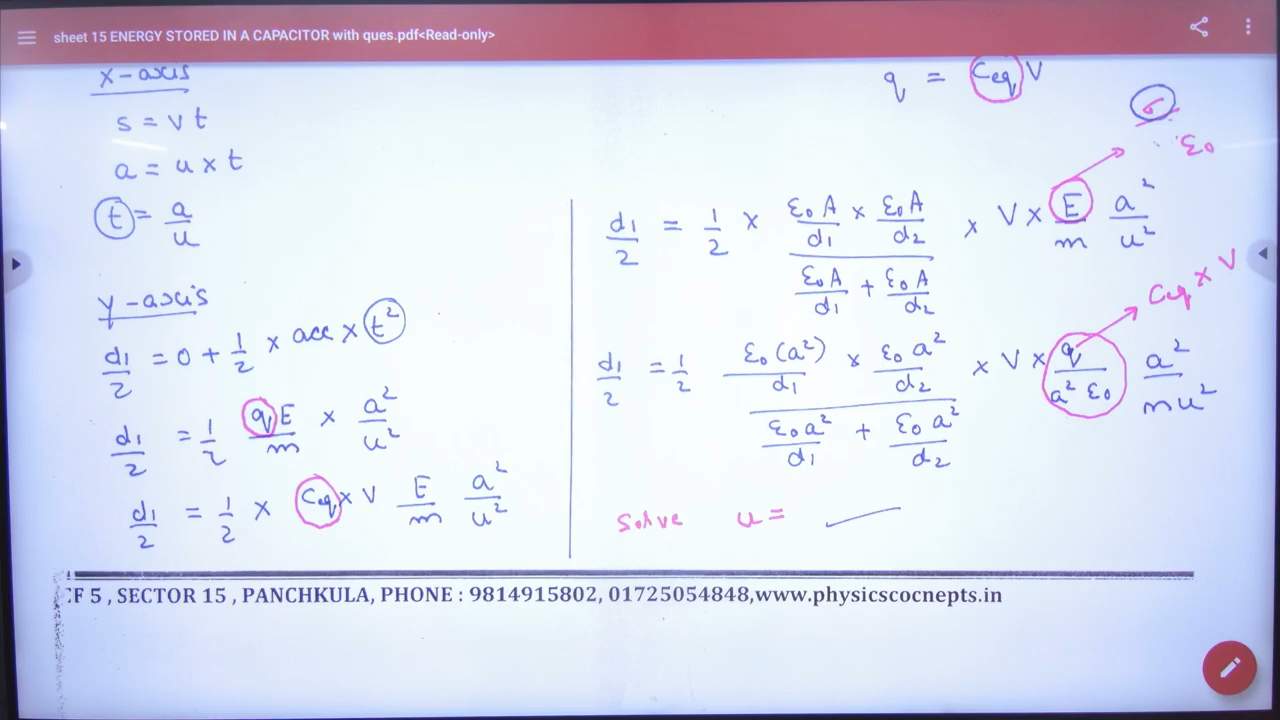 sheet 15 ENERGY STORED IN A CAPACITOR with ques.pdf<Read-only>
x-axis
s = v t
a = u x t
t = a/u
y-axis
d1/2 = 0 + 1/2 x acc x t²
d1/2 = 1/2 qE/m x a²/u²
d1/2 = 1/2 x Ceq x V E/m a²/u²
q = Ceq V
σ
ε0
d1/2 = 1/2 x (ε0A/d1 x ε0A/d2)/(ε0A/d1 + ε0A/d2) x V x E/m a²/u²
Ceq x V
d1/2 = 1/2 (ε0(a²)/d1 x ε0a²/d2)/(ε0a²/d1 + ε0a²/d2) x V x q/a²ε0 a²/mu²
Solve u =
CF 5 , SECTOR 15 , PANCHKULA, PHONE : 9814915802, 01725054848,www.physicscocnepts.in